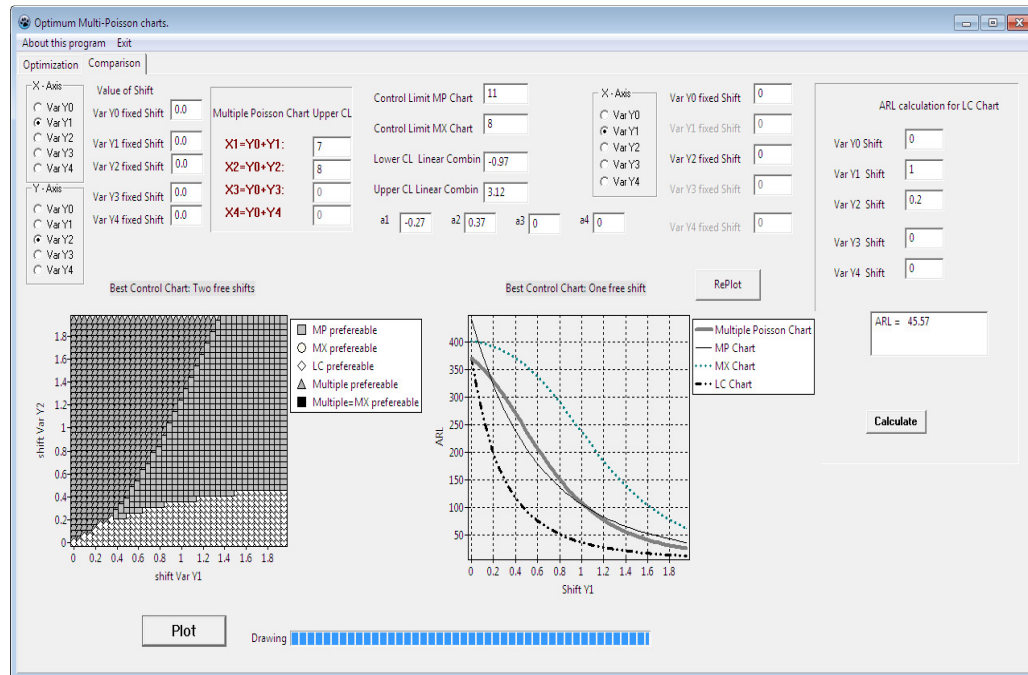 Optimum Multi-Poisson charts.
About this program Exit
Optimization Comparison
X - Axis
Var Y0
Var Y1
Var Y2
Var Y3
Var Y4
Y - Axis
Var Y0
Var Y1
Var Y2
Var Y3
Var Y4
Value of Shift
Var Y0 fixed Shift 0.0
Var Y1 fixed Shift 0.0
Var Y2 fixed Shift 0.0
Var Y3 fixed Shift 0.0
Var Y4 fixed Shift 0.0
Multiple Poisson Chart Upper CL
X1=Y0+Y1: 7
X2=Y0+Y2: 8
X3=Y0+Y3: 0
X4=Y0+Y4 0
Control Limit MP Chart 11
Control Limit MX Chart 8
Lower CL Linear Combin -0.97
Upper CL Linear Combin 3.12
a1 -0.27 a2 0.37 a3 0 a4 0
X - Axis
Var Y0
Var Y1
Var Y2
Var Y3
Var Y4
Var Y0 fixed Shift 0
Var Y1 fixed Shift 0
Var Y2 fixed Shift 0
Var Y3 fixed Shift 0
Var Y4 fixed Shift 0
RePlot
ARL calculation for LC Chart
Var Y0 Shift 0
Var Y1 Shift 1
Var Y2 Shift 0.2
Var Y3 Shift 0
Var Y4 Shift 0
ARL = 45.57
Calculate
Best Control Chart: Two free shifts
1.8
1.6
1.4
1.2
1
0.8
0.6
0.4
0.2
0
shift Var Y2
0 0.2 0.4 0.6 0.8 1 1.2 1.4 1.6 1.8
shift Var Y1
MP prefereable
MX prefereable
LC prefereable
Multiple prefereable
Multiple=MX prefereable
Best Control Chart: One free shift
400
350
300
250
200
150
100
50
ARL
0 0.2 0.4 0.6 0.8 1 1.2 1.4 1.6 1.8
Shift Y1
Multiple Poisson Chart
MP Chart
MX Chart
LC Chart
Plot
Drawing